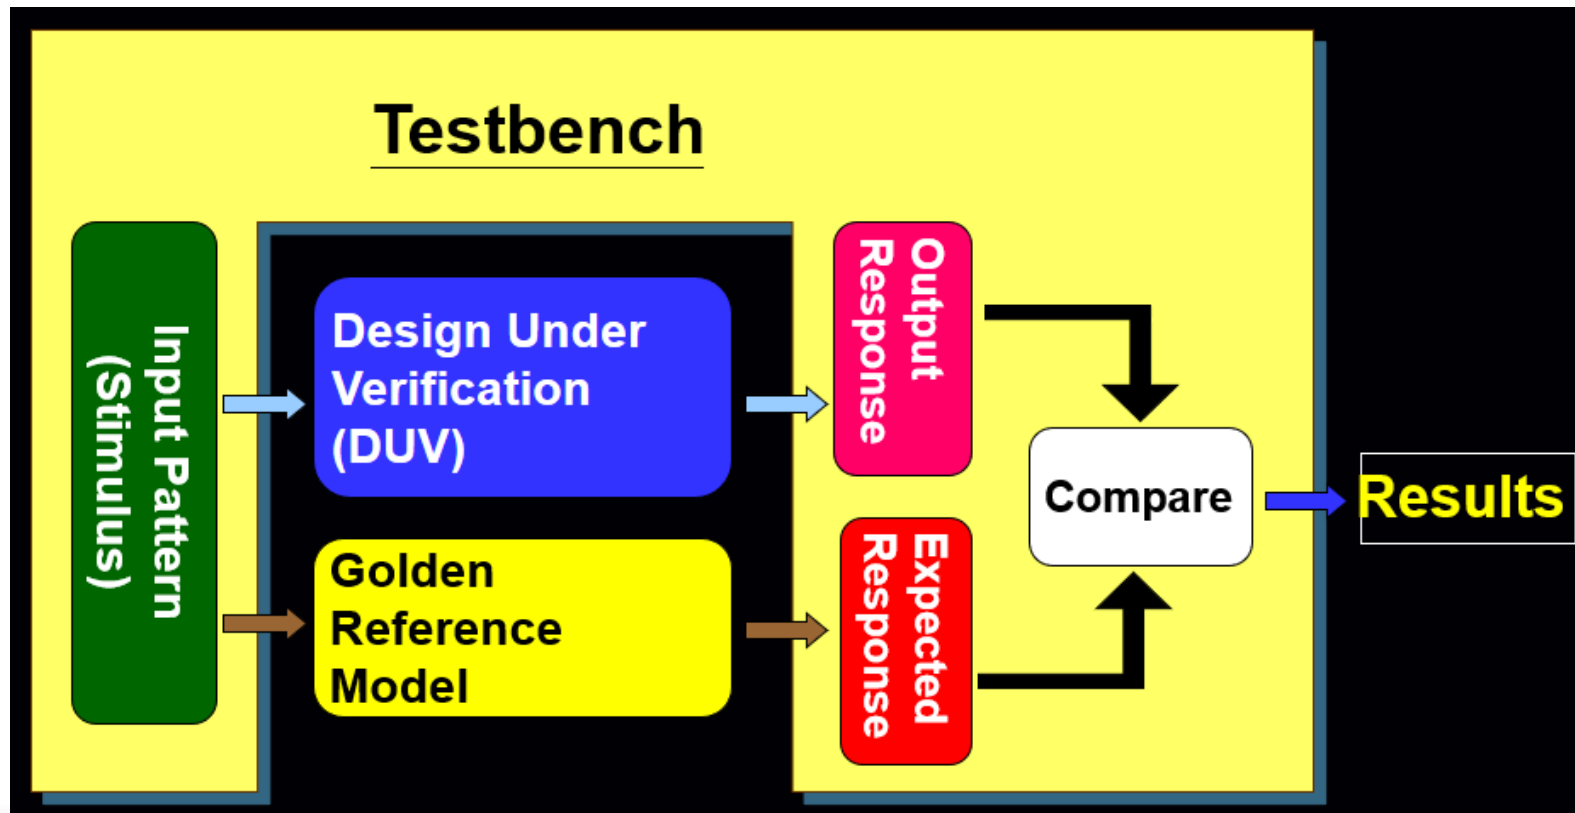 Testbench
Input Pattern
(Stimulus)
Design Under
Verification
(DUV)
Golden
Reference
Model
Output
Response
Expected
Response
Compare
Results